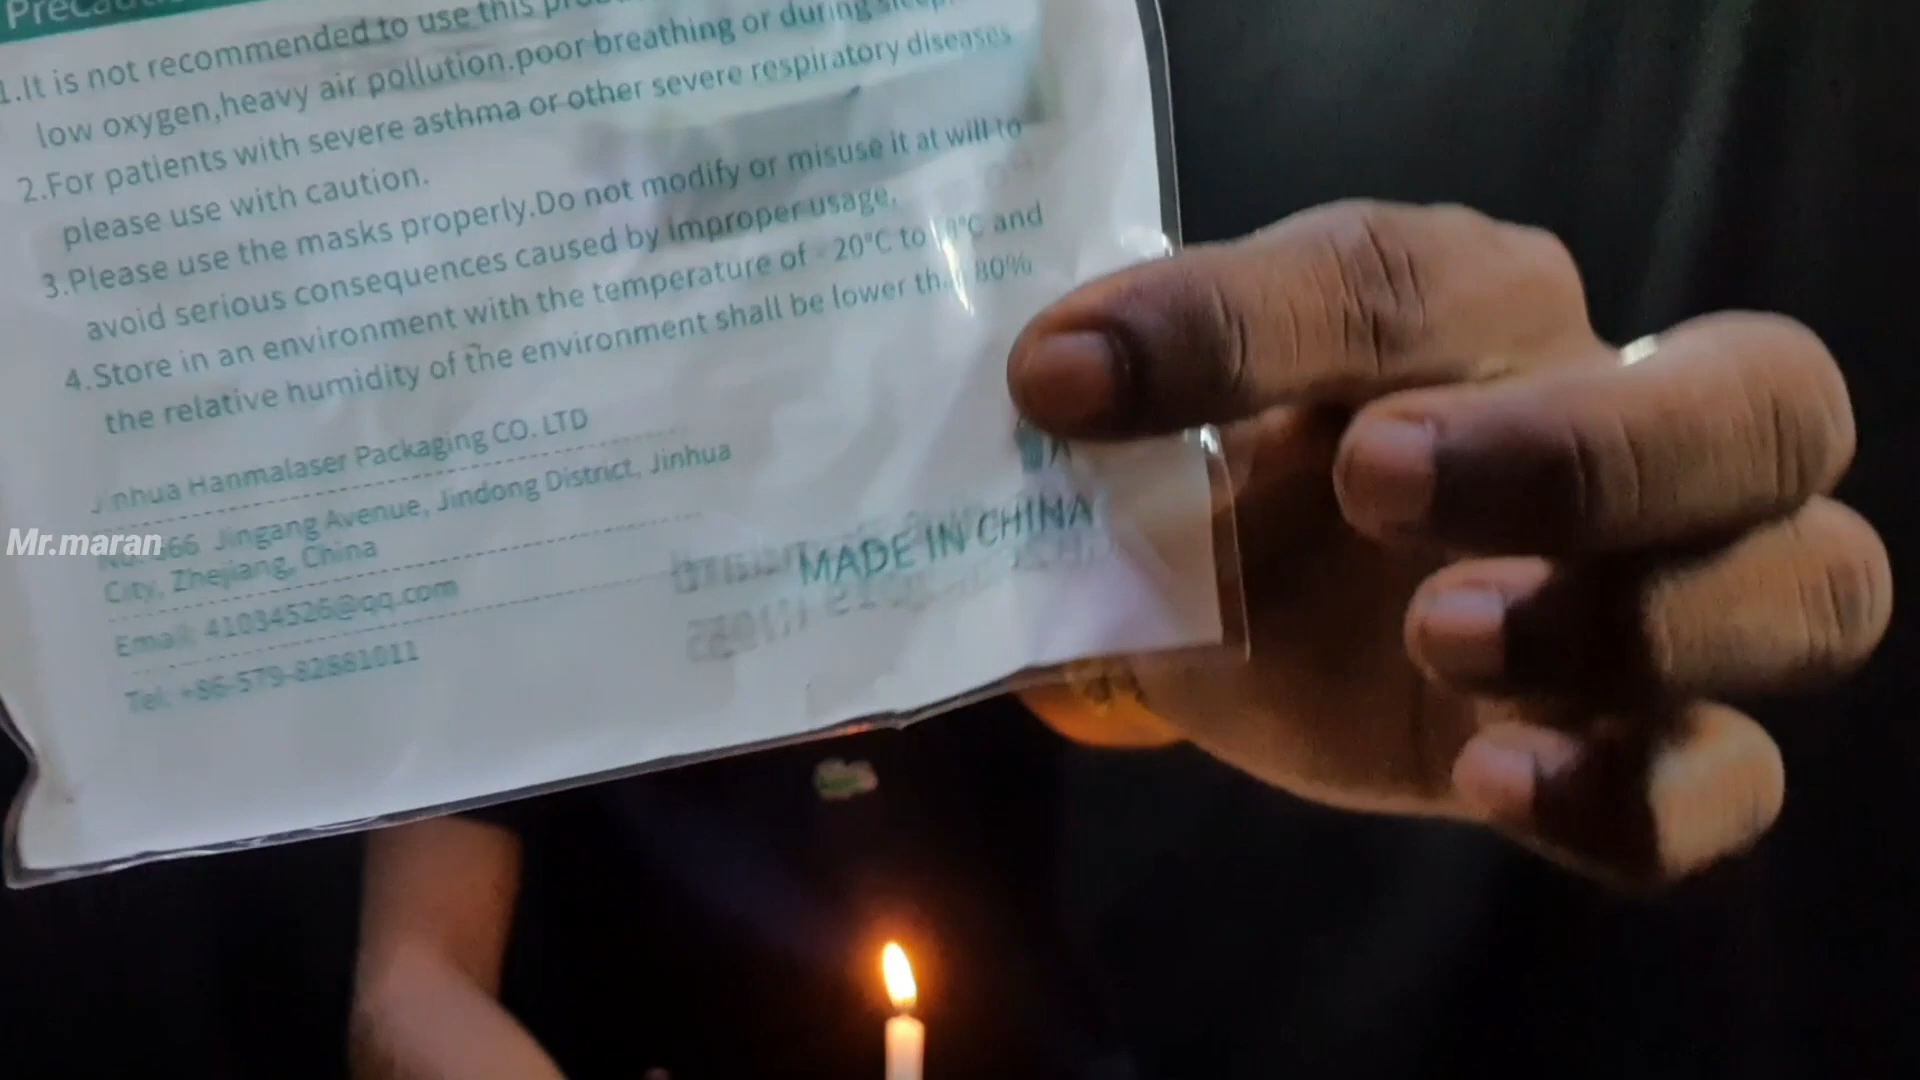 1.It is not recommended to use this
low oxygen,heavy air pollution.poor breathing or during sleep.
2.For patients with severe asthma or other severe respiratory diseases
please use with caution.
3.Please use the masks properly.Do not modify or misuse it at will to
avoid serious consequences caused by improper usage.
4.Store in an environment with the temperature of - 20°C to and
the relative humidity of the environment shall be lower than 80%
Hanmalaser Packaging CO. LTD
Jingang Avenue, Jindong District, Jinhua
City, Zhejiang, China
Email: 41034526@qq.com
Tel: +86-579-82881011
MADE IN CHINA
Mr.maran